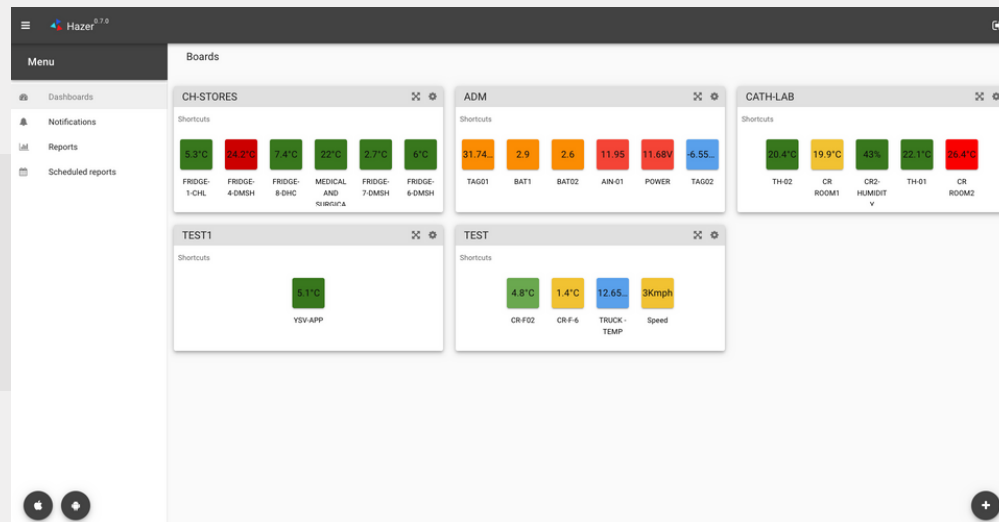 Hazer 0.7.0
Menu
Dashboards
Notifications
Reports
Scheduled reports
Boards
CH-STORES
Shortcuts
5.3°C 24.2°C 7.4°C 22°C 2.7°C 6°C
FRIDGE-1-CHL FRIDGE-4-DMSH FRIDGE-8-DHC MEDICAL AND SURGICA FRIDGE-7-DMSH FRIDGE-6-DMSH
ADM
Shortcuts
31.74... 2.9 2.6 11.95 11.68V -6.55...
TAG01 BAT1 BAT02 AIN-01 POWER TAG02
CATH-LAB
Shortcuts
20.4°C 19.9°C 43% 22.1°C 26.4°C
TH-02 CR ROOM1 CR2-HUMIDITY TH-01 CR ROOM2
TEST1
Shortcuts
5.1°C
YSV-APP
TEST
Shortcuts
4.8°C 1.4°C 12.65... 3Kmph
CR-F02 CR-F-6 TRUCK - TEMP Speed